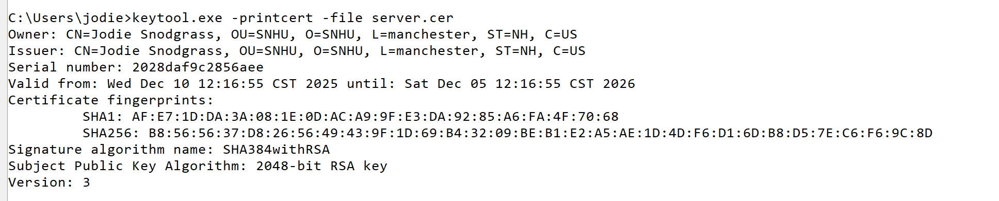 C:\Users\jodie>keytool.exe -printcert -file server.cer
Owner: CN=Jodie Snodgrass, OU=SNHU, O=SNHU, L=manchester, ST=NH, C=US
Issuer: CN=Jodie Snodgrass, OU=SNHU, O=SNHU, L=manchester, ST=NH, C=US
Serial number: 2028daf9c2856aee
Valid from: Wed Dec 10 12:16:55 CST 2025 until: Sat Dec 05 12:16:55 CST 2026
Certificate fingerprints:
SHA1: AF:E7:1D:DA:3A:08:1E:0D:AC:A9:9F:E3:DA:92:85:A6:FA:4F:70:68
SHA256: B8:56:56:37:D8:26:56:49:43:9F:1D:69:B4:32:09:BE:B1:E2:A5:AE:1D:4D:F6:D1:6D:B8:D5:7E:C6:F6:9C:8D
Signature algorithm name: SHA384withRSA
Subject Public Key Algorithm: 2048-bit RSA key
Version: 3